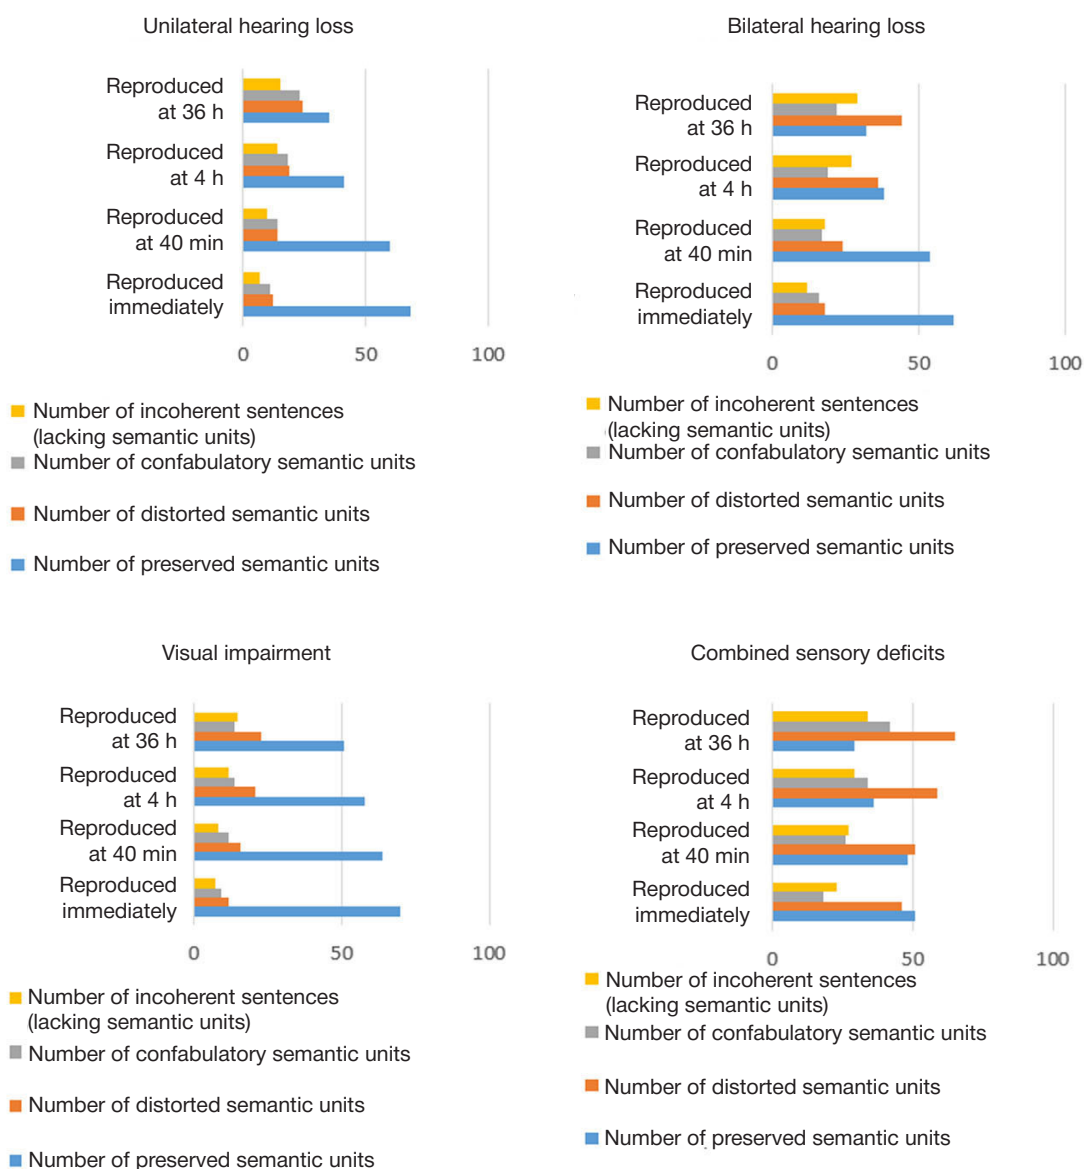 Unilateral hearing loss
Reproduced
at 36 h
Reproduced
at 4 h
Reproduced
at 40 min
Reproduced
immediately
0 50 100
Number of incoherent sentences
(lacking semantic units)
Number of confabulatory semantic units
Number of distorted semantic units
Number of preserved semantic units
Bilateral hearing loss
Reproduced
at 36 h
Reproduced
at 4 h
Reproduced
at 40 min
Reproduced
immediately
0 50 100
Number of incoherent sentences
(lacking semantic units)
Number of confabulatory semantic units
Number of distorted semantic units
Number of preserved semantic units
Visual impairment
Reproduced
at 36 h
Reproduced
at 4 h
Reproduced
at 40 min
Reproduced
immediately
0 50 100
Number of incoherent sentences
(lacking semantic units)
Number of confabulatory semantic units
Number of distorted semantic units
Number of preserved semantic units
Combined sensory deficits
Reproduced
at 36 h
Reproduced
at 4 h
Reproduced
at 40 min
Reproduced
immediately
0 50 100
Number of incoherent sentences
(lacking semantic units)
Number of confabulatory semantic units
Number of distorted semantic units
Number of preserved semantic units